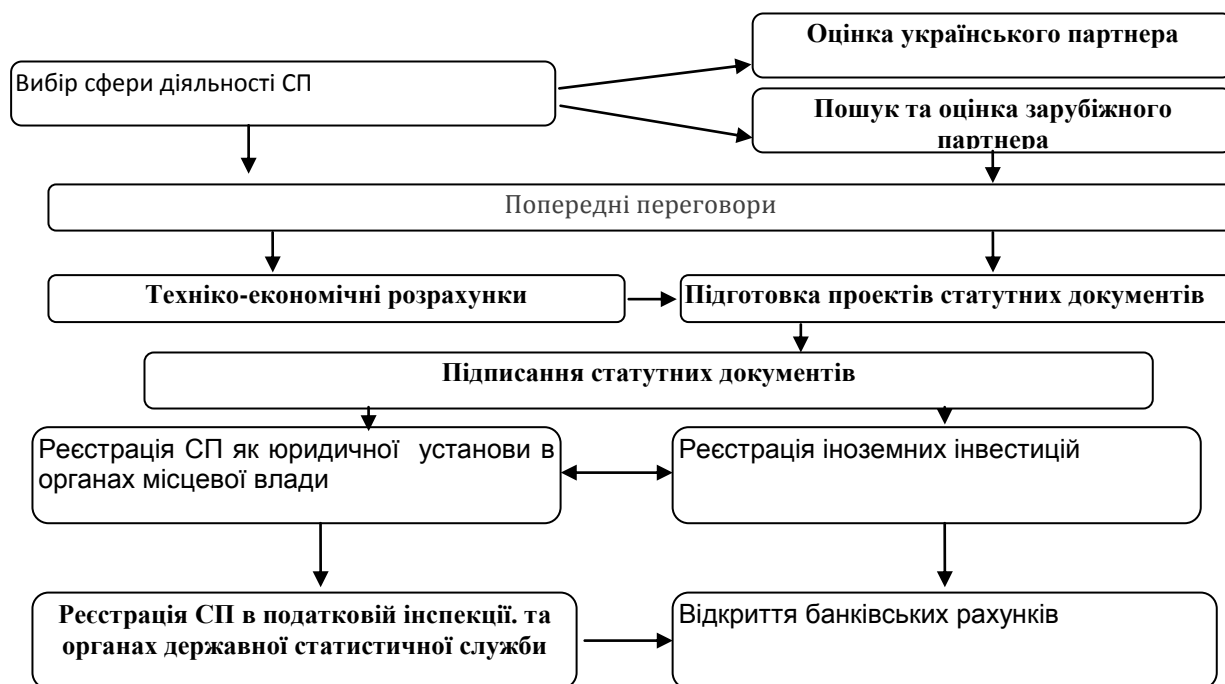 Оцінка українського партнера
Вибір сфери діяльності СП
Пошук та оцінка зарубіжного
партнера
Попередні переговори
Техніко-економічні розрахунки
Підготовка проектів статутних документів
Підписання статутних документів
Реєстрація СП як юридичної установи в
органах місцевої влади
Реєстрація іноземних інвестицій
Реєстрація СП в податковій інспекції. та
органах державної статистичної служби
Відкриття банківських рахунків